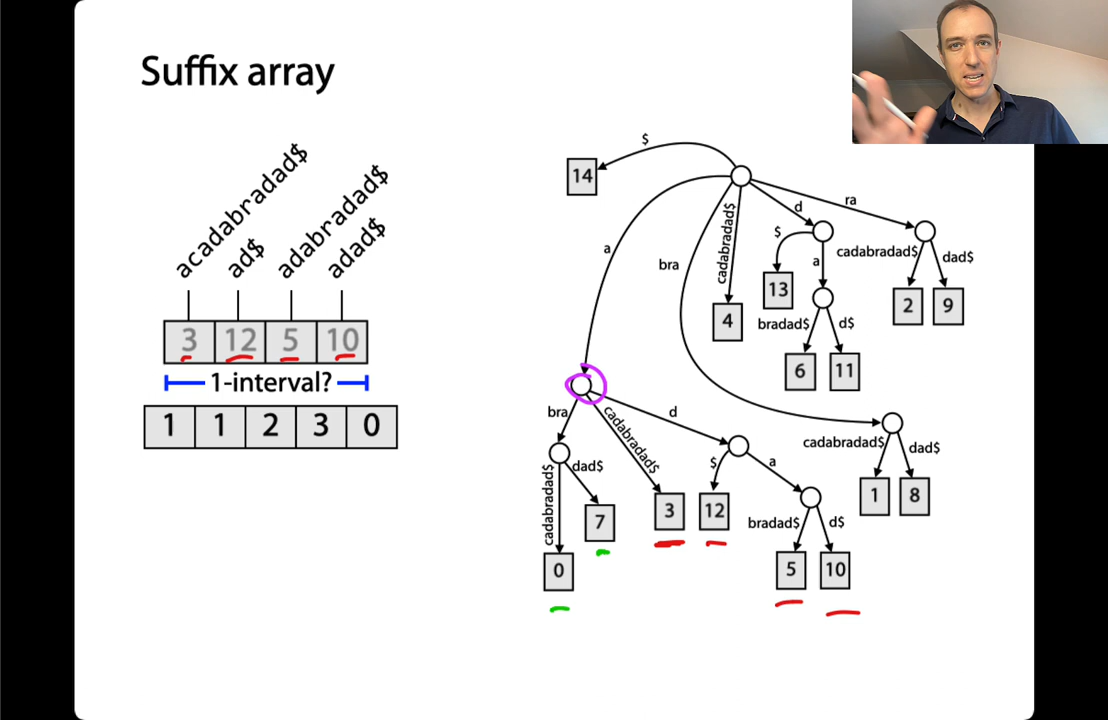 Suffix array
acadabradad$
ad$
adabradad$
adad$
3 12 5 10
1-interval?
1 1 2 3 0
$
14
a
bra
cadabradad$
d
ra
4
$
a
13
bradad$
d$
6
11
cadabradad$
dad$
2
9
bra
cadabradad$
d
cadabradad$
dad$
0
7
3
$
a
12
bradad$
d$
5
10
cadabradad$
dad$
1
8